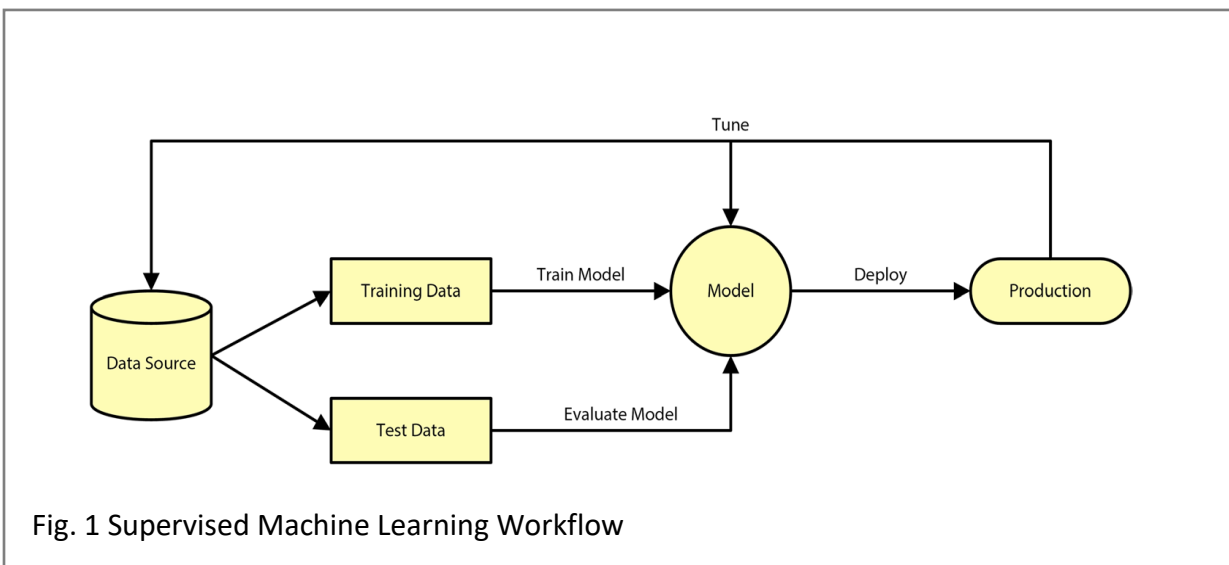 Tune
Training Data
Train Model
Model
Deploy
Production
Data Source
Test Data
Evaluate Model
Fig. 1 Supervised Machine Learning Workflow